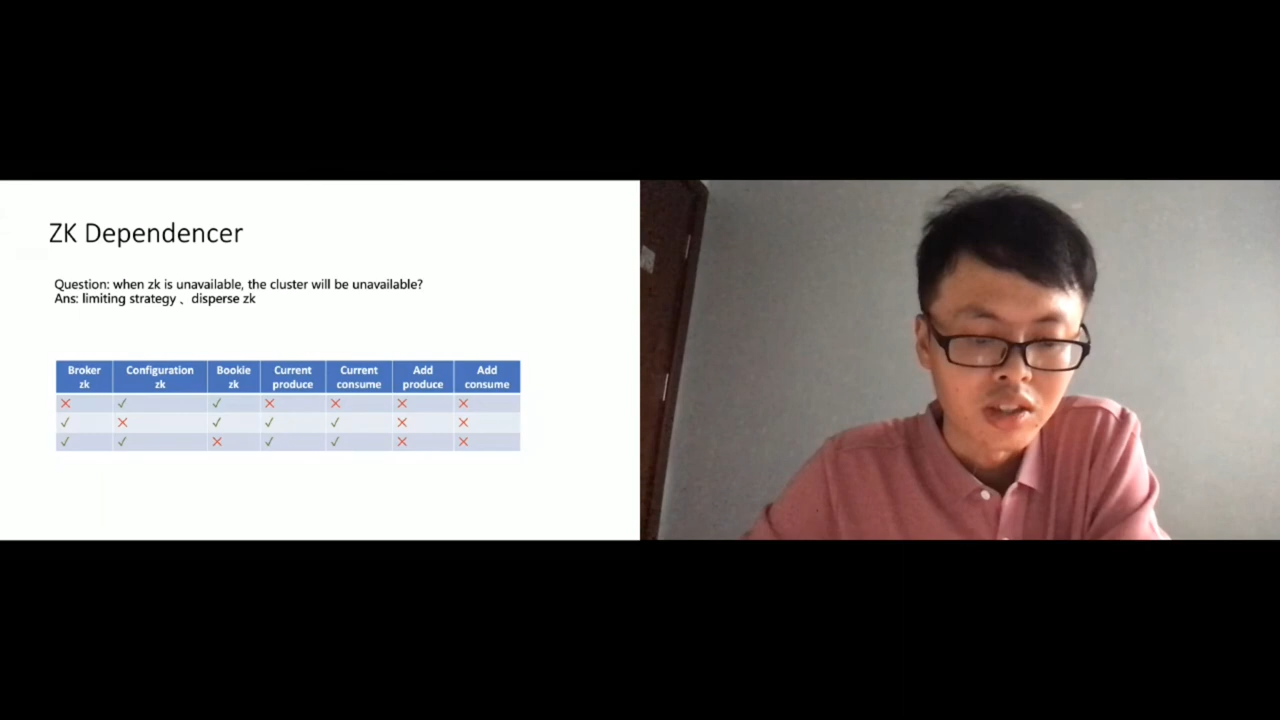 ZK Dependencer
Question: when zk is unavailable, the cluster will be unavailable?
Ans: limiting strategy 、disperse zk
Broker zk Configuration zk Bookie zk Current produce Current consume Add produce Add consume
✕ ✓ ✓ ✕ ✕ ✕ ✕
✓ ✕ ✓ ✓ ✓ ✕ ✕
✓ ✓ ✕ ✓ ✓ ✕ ✕